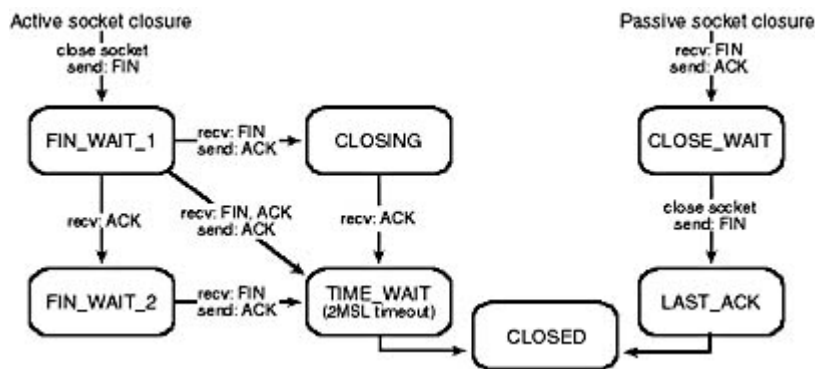 Active socket closure
Passive socket closure
close socket
send: FIN
recv: FIN
send: ACK
FIN_WAIT_1
recv: FIN
send: ACK
CLOSING
CLOSE_WAIT
recv: ACK
recv: FIN, ACK
send: ACK
recv: ACK
close socket
send: FIN
FIN_WAIT_2
recv: FIN
send: ACK
TIME_WAIT
(2MSL timeout)
LAST_ACK
CLOSED